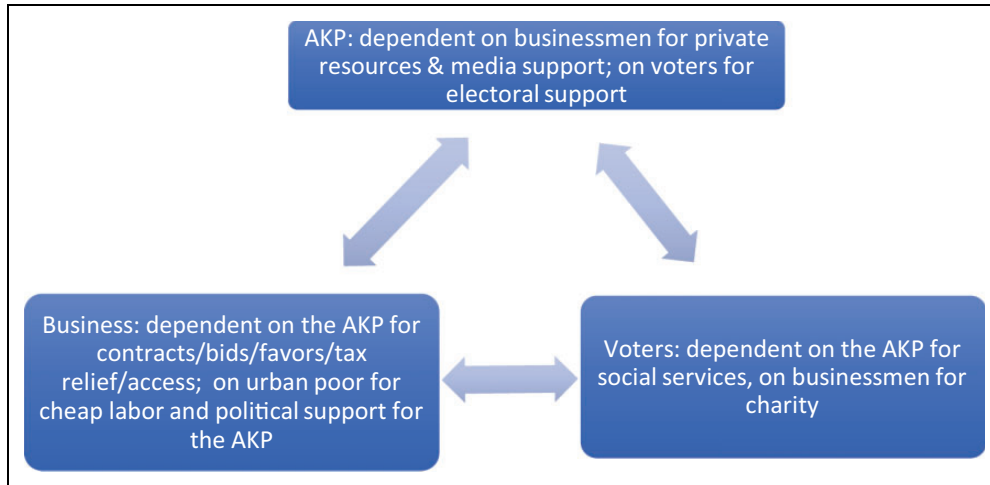 AKP: dependent on businessmen for private
resources & media support; on voters for
electoral support
Business: dependent on the AKP for
contracts/bids/favors/tax
relief/access;  on urban poor for
cheap labor and political support for
the AKP
Voters: dependent on the AKP for
social services, on businessmen for
charity